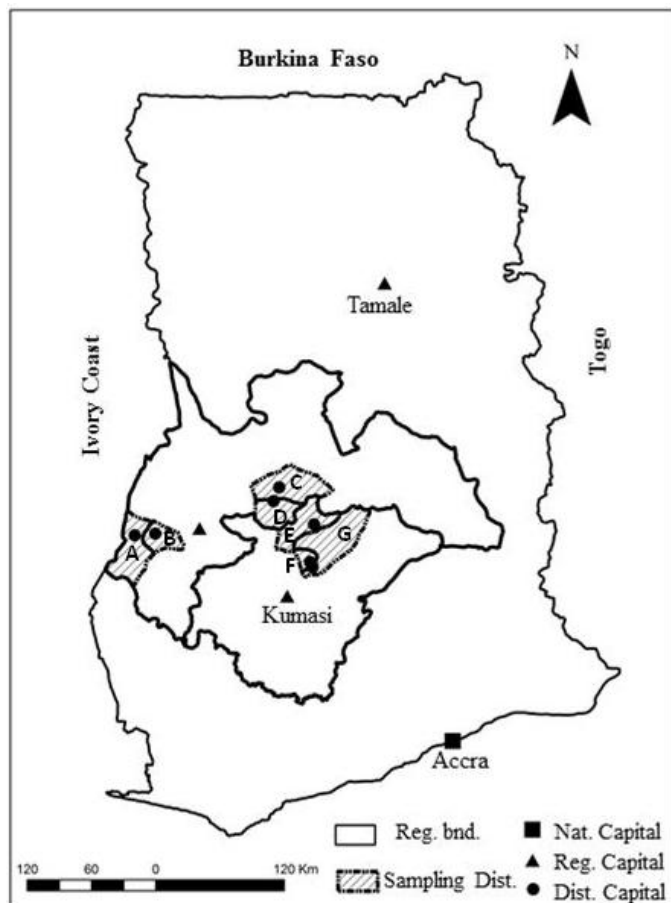 Burkina Faso
N
Ivory Coast
Togo
Tamale
C
D
A
B
E
G
F
Kumasi
Accra
Reg. bnd.
Sampling Dist.
Nat. Capital
Reg. Capital
Dist. Capital
120 60 0 120 Km